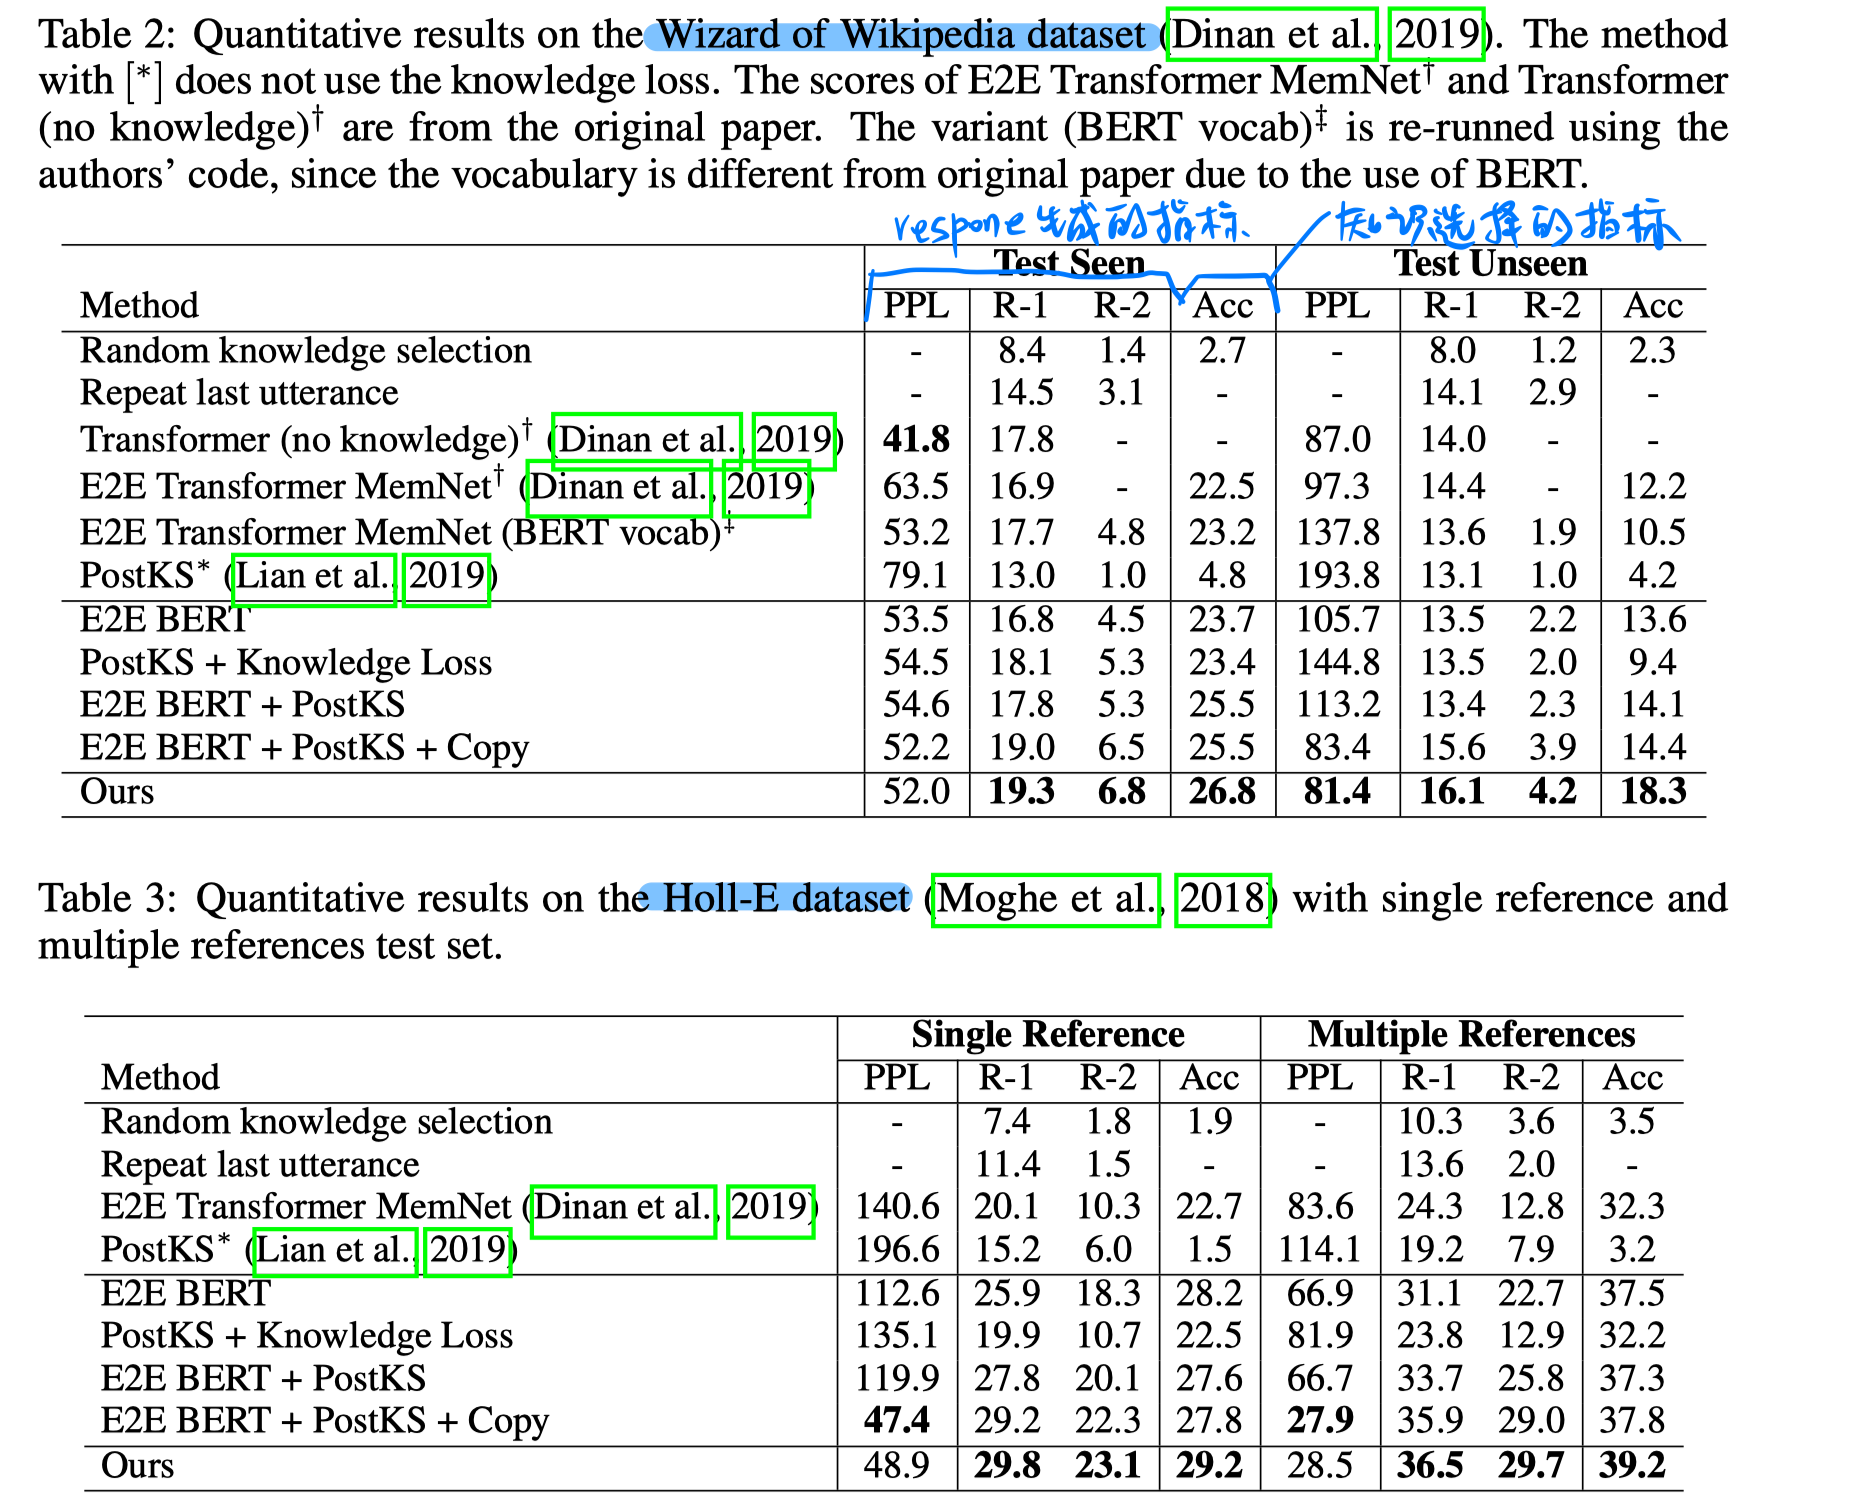 Table 2: Quantitative results on the Wizard of Wikipedia dataset (Dinan et al., 2019). The method
with [*] does not use the knowledge loss. The scores of E2E Transformer MemNet† and Transformer
(no knowledge)† are from the original paper. The variant (BERT vocab)‡ is re-runned using the
authors’ code, since the vocabulary is different from original paper due to the use of BERT.
respone 生成的指标 知识选择的指标
Test Seen Test Unseen
Method PPL R-1 R-2 Acc PPL R-1 R-2 Acc
Random knowledge selection - 8.4 1.4 2.7 - 8.0 1.2 2.3
Repeat last utterance - 14.5 3.1 - - 14.1 2.9 -
Transformer (no knowledge)† (Dinan et al., 2019) 41.8 17.8 - - 87.0 14.0 - -
E2E Transformer MemNet† (Dinan et al., 2019) 63.5 16.9 - 22.5 97.3 14.4 - 12.2
E2E Transformer MemNet (BERT vocab)‡ 53.2 17.7 4.8 23.2 137.8 13.6 1.9 10.5
PostKS* (Lian et al., 2019) 79.1 13.0 1.0 4.8 193.8 13.1 1.0 4.2
E2E BERT 53.5 16.8 4.5 23.7 105.7 13.5 2.2 13.6
PostKS + Knowledge Loss 54.5 18.1 5.3 23.4 144.8 13.5 2.0 9.4
E2E BERT + PostKS 54.6 17.8 5.3 25.5 113.2 13.4 2.3 14.1
E2E BERT + PostKS + Copy 52.2 19.0 6.5 25.5 83.4 15.6 3.9 14.4
Ours 52.0 19.3 6.8 26.8 81.4 16.1 4.2 18.3
Table 3: Quantitative results on the Holl-E dataset (Moghe et al., 2018) with single reference and
multiple references test set.
Single Reference Multiple References
Method PPL R-1 R-2 Acc PPL R-1 R-2 Acc
Random knowledge selection - 7.4 1.8 1.9 - 10.3 3.6 3.5
Repeat last utterance - 11.4 1.5 - - 13.6 2.0 -
E2E Transformer MemNet (Dinan et al., 2019) 140.6 20.1 10.3 22.7 83.6 24.3 12.8 32.3
PostKS* (Lian et al., 2019) 196.6 15.2 6.0 1.5 114.1 19.2 7.9 3.2
E2E BERT 112.6 25.9 18.3 28.2 66.9 31.1 22.7 37.5
PostKS + Knowledge Loss 135.1 19.9 10.7 22.5 81.9 23.8 12.9 32.2
E2E BERT + PostKS 119.9 27.8 20.1 27.6 66.7 33.7 25.8 37.3
E2E BERT + PostKS + Copy 47.4 29.2 22.3 27.8 27.9 35.9 29.0 37.8
Ours 48.9 29.8 23.1 29.2 28.5 36.5 29.7 39.2